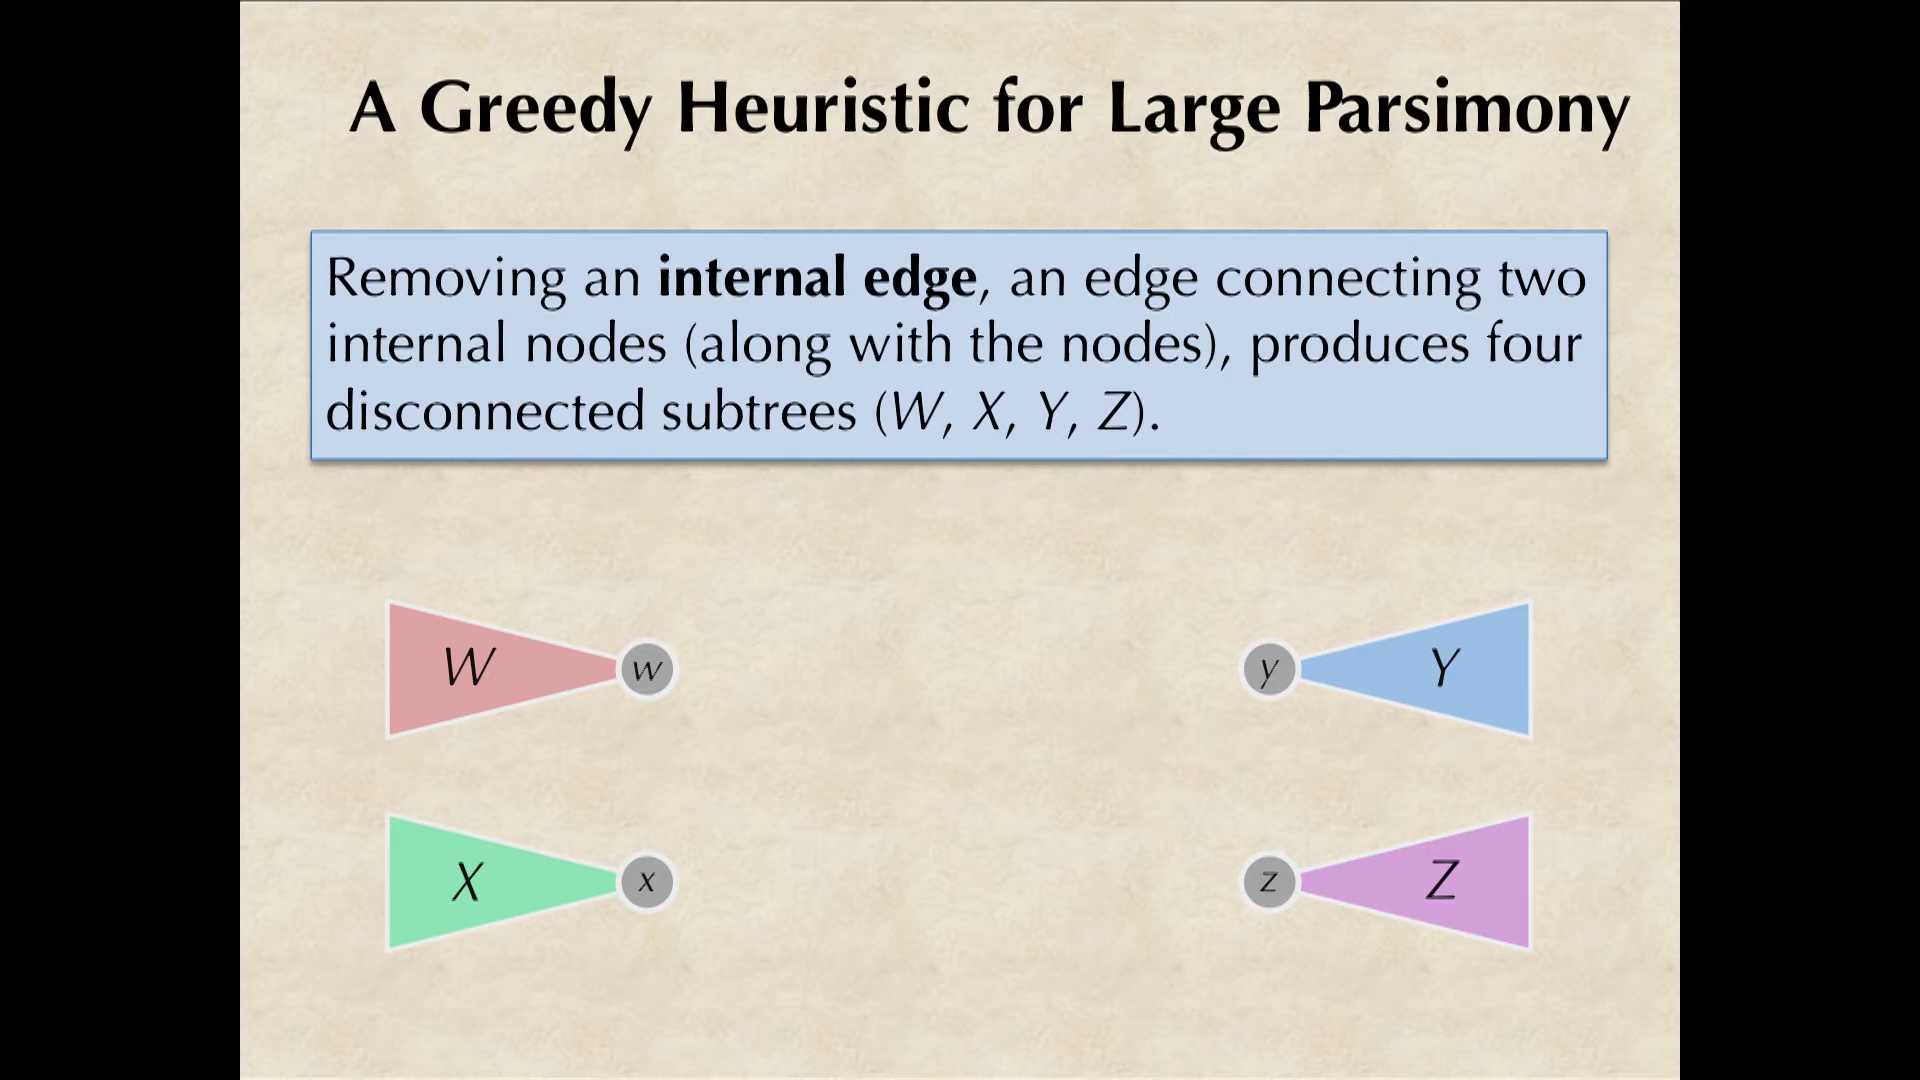 A Greedy Heuristic for Large Parsimony
Removing an internal edge, an edge connecting two
internal nodes (along with the nodes), produces four
disconnected subtrees (W, X, Y, Z).
W w y Y
X x z Z